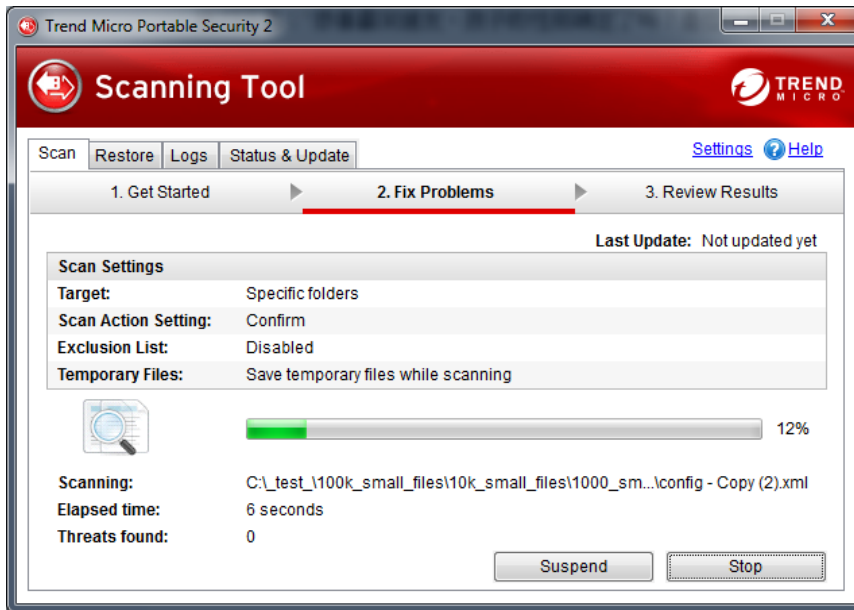 Trend Micro Portable Security 2
Scanning Tool
TREND
MICRO
Scan Restore Logs Status & Update Settings Help
1. Get Started 2. Fix Problems 3. Review Results
Last Update: Not updated yet
Scan Settings
Target: Specific folders
Scan Action Setting: Confirm
Exclusion List: Disabled
Temporary Files: Save temporary files while scanning
12%
Scanning: C:\_test_\100k_small_files\10k_small_files\1000_sm...\config - Copy (2).xml
Elapsed time: 6 seconds
Threats found: 0
Suspend Stop